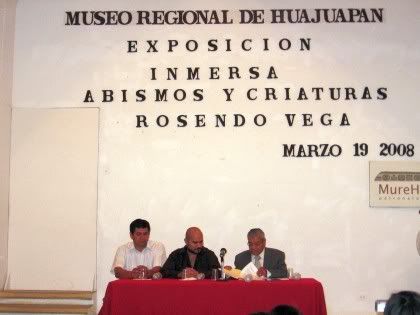 MUSEO REGIONAL DE HUAJUAPAN
EXPOSICION
INMERSA
ABISMOS Y CRIATURAS
ROSENDO VEGA
MARZO 19 2008
MureH